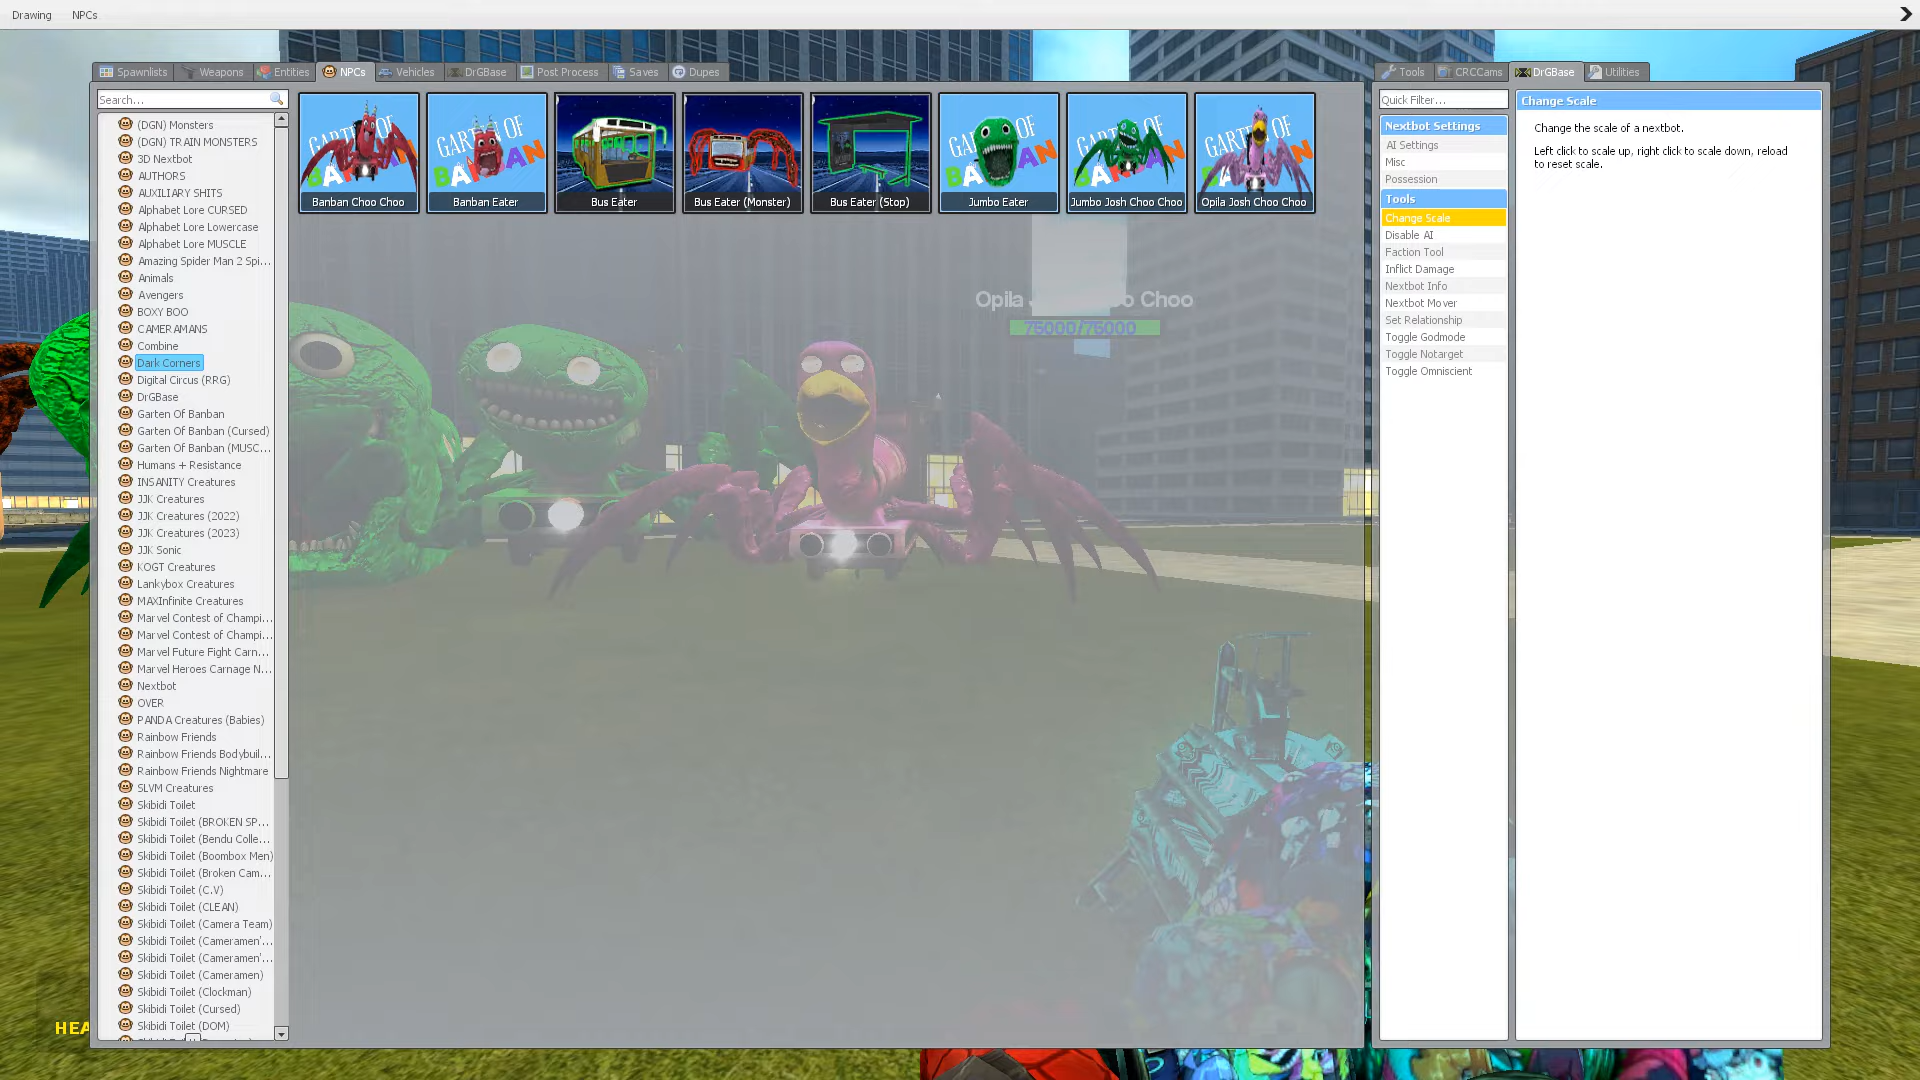 Drawing
NPCs
Spawnlists
Weapons
Entities
NPCs
Vehicles
DrGBase
Post Process
Saves
Dupes
Tools
CRCCams
DrGBase
Utilities
Search...
(DGN) Monsters
(DGN) TRAIN MONSTERS
3D Nextbot
AUTHORS
AUXILIARY SHITS
Alphabet Lore CURSED
Alphabet Lore Lowercase
Alphabet Lore MUSCLE
Amazing Spider Man 2 Spi...
Animals
Avengers
BOXY BOO
CAMERAMANS
Combine
Dark Corners
Digital Circus (RRG)
DrGBase
Garten Of Banban
Garten Of Banban (Cursed)
Garten Of Banban (MUSC...
Humans + Resistance
INSANITY Creatures
JJK Creatures
JJK Creatures (2022)
JJK Creatures (2023)
JJK Sonic
KOGT Creatures
Lankybox Creatures
MAXInfinite Creatures
Marvel Contest of Champi...
Marvel Contest of Champi...
Marvel Future Fight Carn...
Marvel Heroes Carnage N...
Nextbot
OVER
PANDA Creatures (Babies)
Rainbow Friends
Rainbow Friends Bodybuil...
Rainbow Friends Nightmare
SLVM Creatures
Skibidi Toilet
Skibidi Toilet (BROKEN SP...
Skibidi Toilet (Bendu Colle...
Skibidi Toilet (Boombox Men)
Skibidi Toilet (Broken Cam...
Skibidi Toilet (C.V)
Skibidi Toilet (CLEAN)
Skibidi Toilet (Camera Team)
Skibidi Toilet (Cameramen'...
Skibidi Toilet (Cameramen'...
Skibidi Toilet (Cameramen)
Skibidi Toilet (Clockman)
Skibidi Toilet (Cursed)
Skibidi Toilet (DOM)
Banban Choo Choo
Banban Eater
Bus Eater
Bus Eater (Monster)
Bus Eater (Stop)
Jumbo Eater
Jumbo Josh Choo Choo
Opila Josh Choo Choo
Opila
Choo
75000/75000
HEA
Quick Filter...
Nextbot Settings
AI Settings
Misc
Possession
Tools
Change Scale
Disable AI
Faction Tool
Inflict Damage
Nextbot Info
Nextbot Mover
Set Relationship
Toggle Godmode
Toggle Notarget
Toggle Omniscient
Change Scale
Change the scale of a nextbot.
Left click to scale up, right click to scale down, reload
to reset scale.